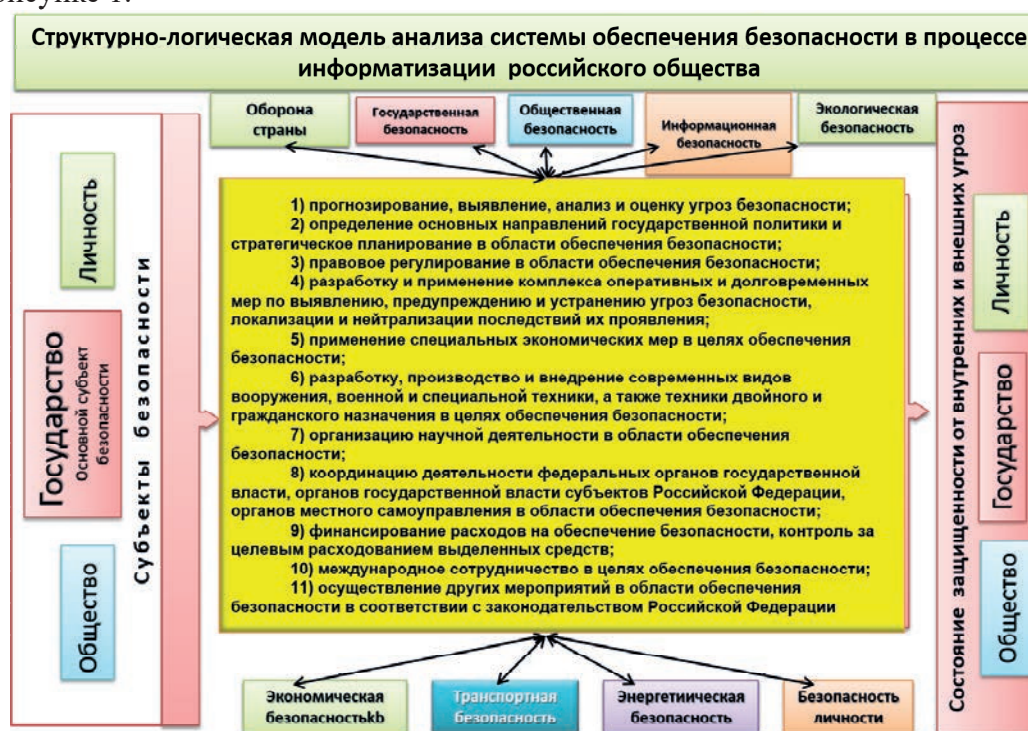 Структурно-логическая модель анализа системы обеспечения безопасности в процессе
информатизации российского общества
Оборона
страны
Государственная
безопасность
Общественная
безопасность
Информационная
безопасность
Экологическая
безопасность
Личность
Государство
Основной субъект
безопасности
Общество
Субъекты безопасности
1) прогнозирование, выявление, анализ и оценку угроз безопасности;
2) определение основных направлений государственной политики и
стратегическое планирование в области обеспечения безопасности;
3) правовое регулирование в области обеспечения безопасности;
4) разработку и применение комплекса оперативных и долговременных
мер по выявлению, предупреждению и устранению угроз безопасности,
локализации и нейтрализации последствий их проявления;
5) применение специальных экономических мер в целях обеспечения
безопасности;
6) разработку, производство и внедрение современных видов
вооружения, военной и специальной техники, а также техники двойного и
гражданского назначения в целях обеспечения безопасности;
7) организацию научной деятельности в области обеспечения
безопасности;
8) координацию деятельности федеральных органов государственной
власти, органов государственной власти субъектов Российской Федерации,
органов местного самоуправления в области обеспечения безопасности;
9) финансирование расходов на обеспечение безопасности, контроль за
целевым расходованием выделенных средств;
10) международное сотрудничество в целях обеспечения безопасности;
11) осуществление других мероприятий в области обеспечения
безопасности в соответствии с законодательством Российской Федерации
Состояние защищенности от внутренних и внешних угроз
Личность
Государство
Общество
Экономическая
безопасностьkb
Транспортная
безопасность
Энергетиическая
безопасность
Безопасность
личности